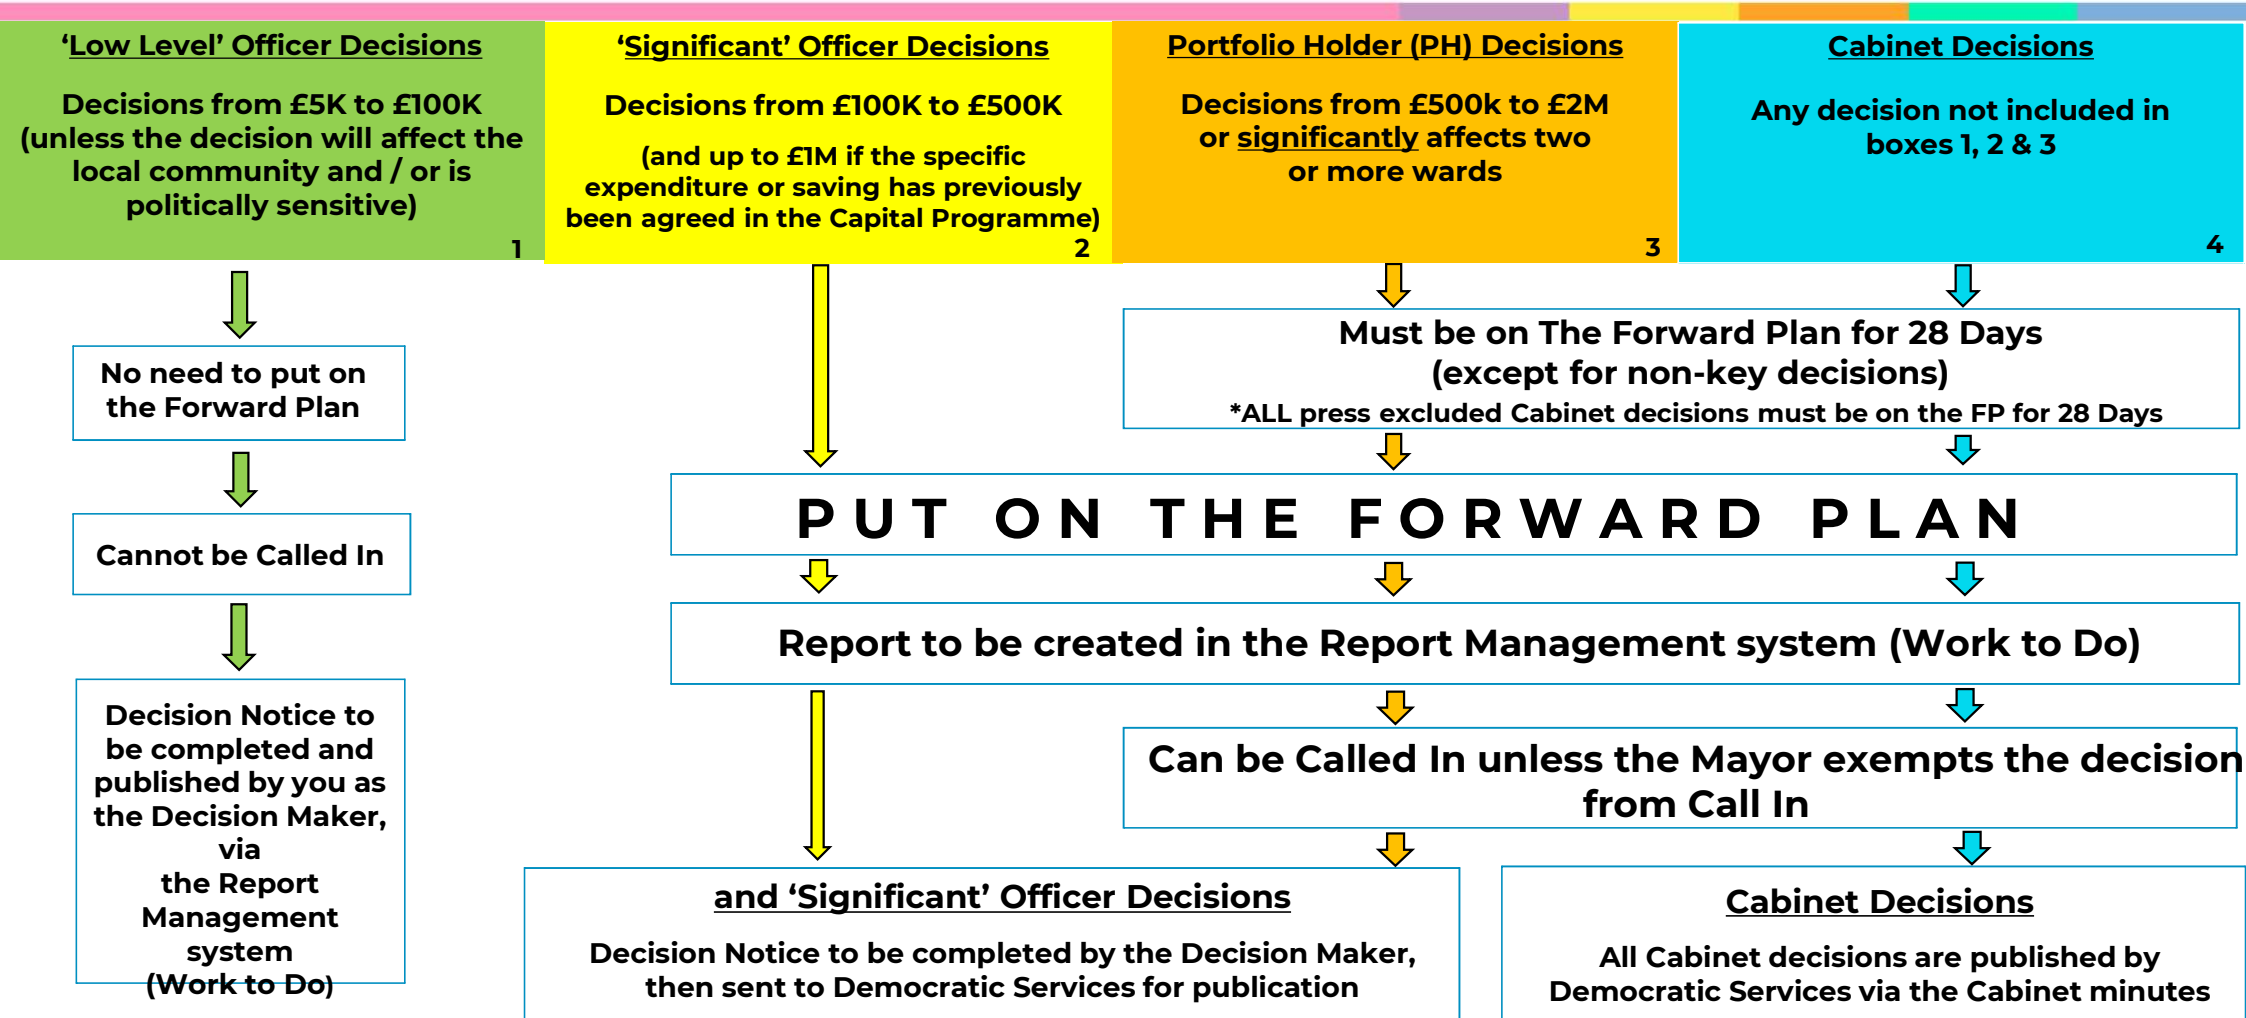 ‘Low Level’ Officer Decisions
Decisions from £5K to £100K
(unless the decision will affect the
local community and / or is
politically sensitive)
1
‘Significant’ Officer Decisions
Decisions from £100K to £500K
(and up to £1M if the specific
expenditure or saving has previously
been agreed in the Capital Programme)
2
Portfolio Holder (PH) Decisions
Decisions from £500k to £2M
or significantly affects two
or more wards
3
Cabinet Decisions
Any decision not included in
boxes 1, 2 & 3
4
No need to put on
the Forward Plan
Cannot be Called In
Decision Notice to
be completed and
published by you as
the Decision Maker,
via
the Report
Management
system
(Work to Do)
Must be on The Forward Plan for 28 Days
(except for non-key decisions)
*ALL press excluded Cabinet decisions must be on the FP for 28 Days
PUT ON THE FORWARD PLAN
Report to be created in the Report Management system (Work to Do)
Can be Called In unless the Mayor exempts the decision
from Call In
and ‘Significant’ Officer Decisions
Decision Notice to be completed by the Decision Maker,
then sent to Democratic Services for publication
Cabinet Decisions
All Cabinet decisions are published by
Democratic Services via the Cabinet minutes